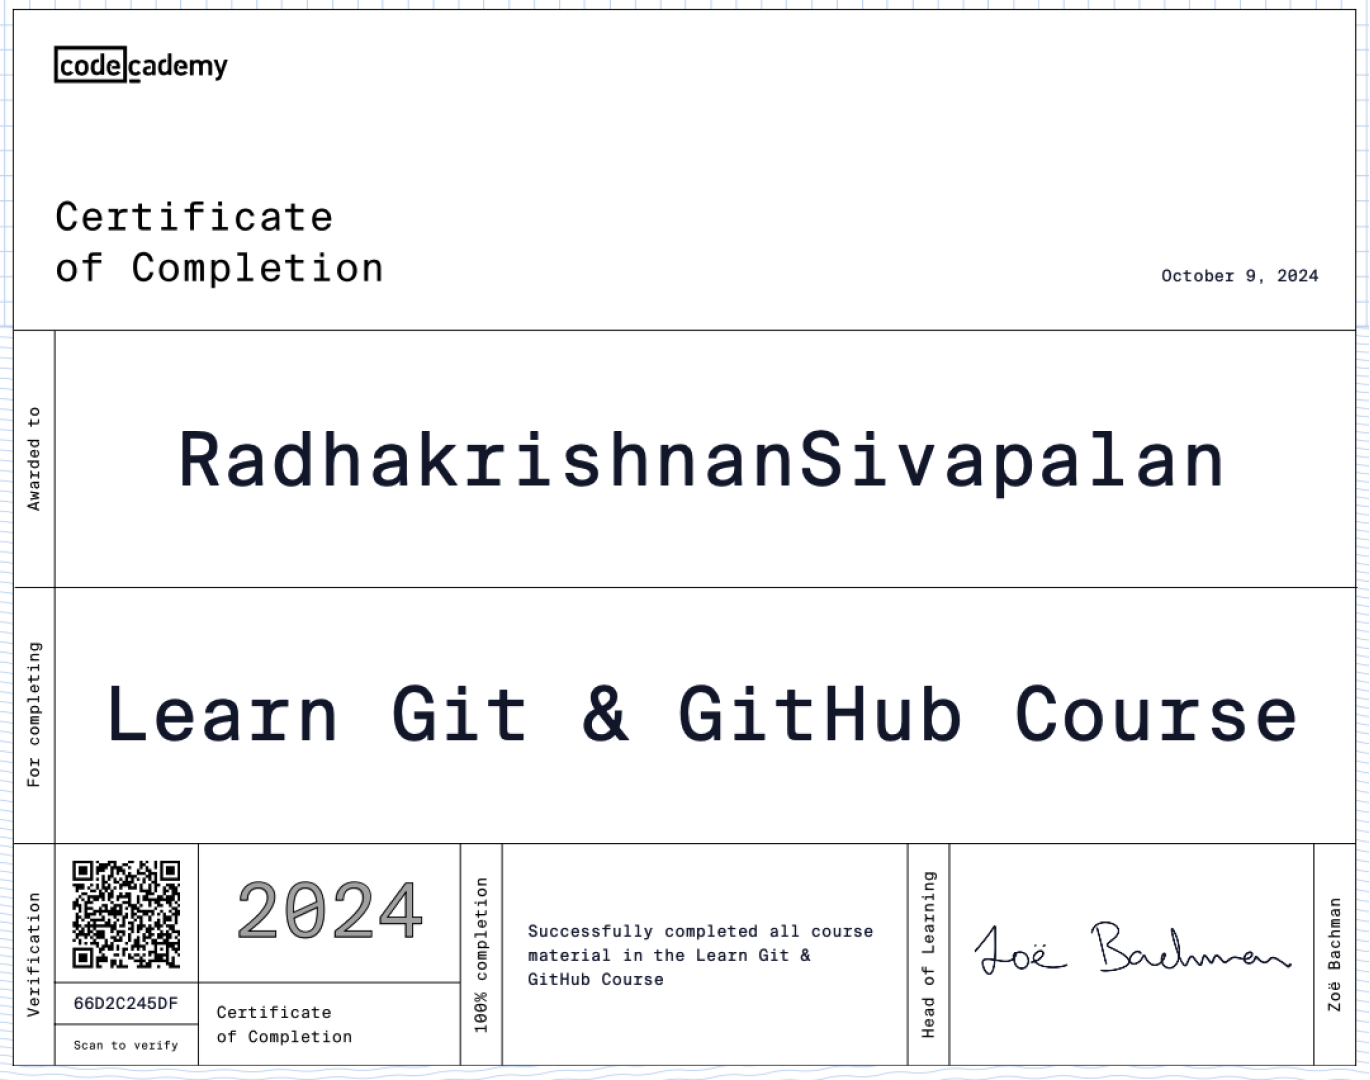 codecademy
Certificate
of Completion
October 9, 2024
Awarded to
RadhakrishnanSivapalan
For completing
Learn Git & GitHub Course
Verification
66D2C245DF
Scan to verify
2024
Certificate
of Completion
100% completion
Successfully completed all course
material in the Learn Git &
GitHub Course
Head of Learning
Zoë Bachman
Zoë Bachman